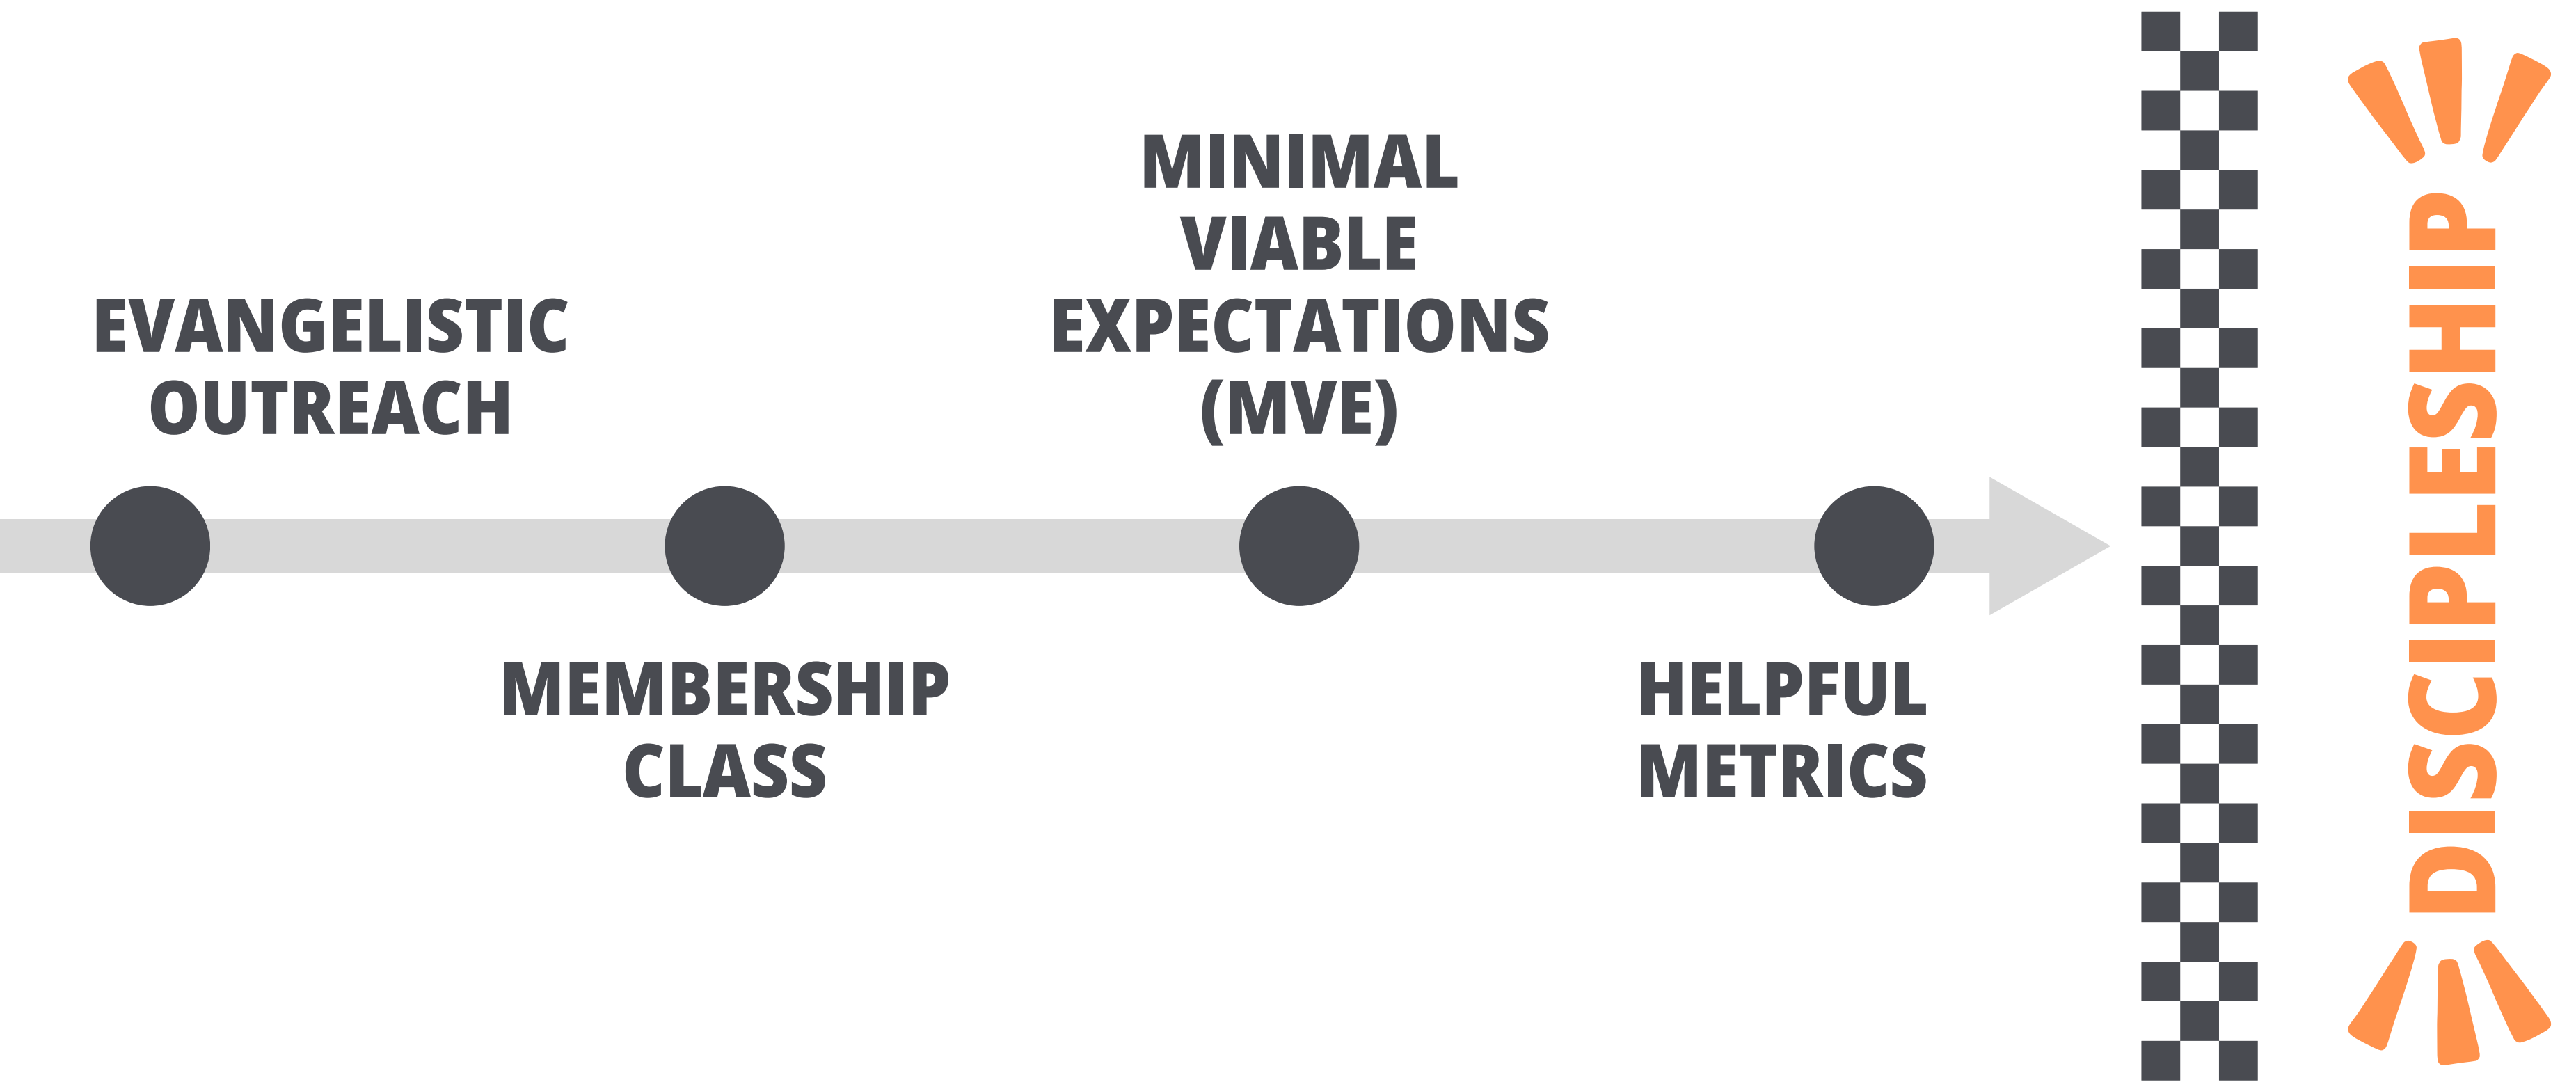 EVANGELISTIC
OUTREACH
MEMBERSHIP
CLASS
MINIMAL
VIABLE
EXPECTATIONS
(MVE)
HELPFUL
METRICS
DISCIPLESHIP